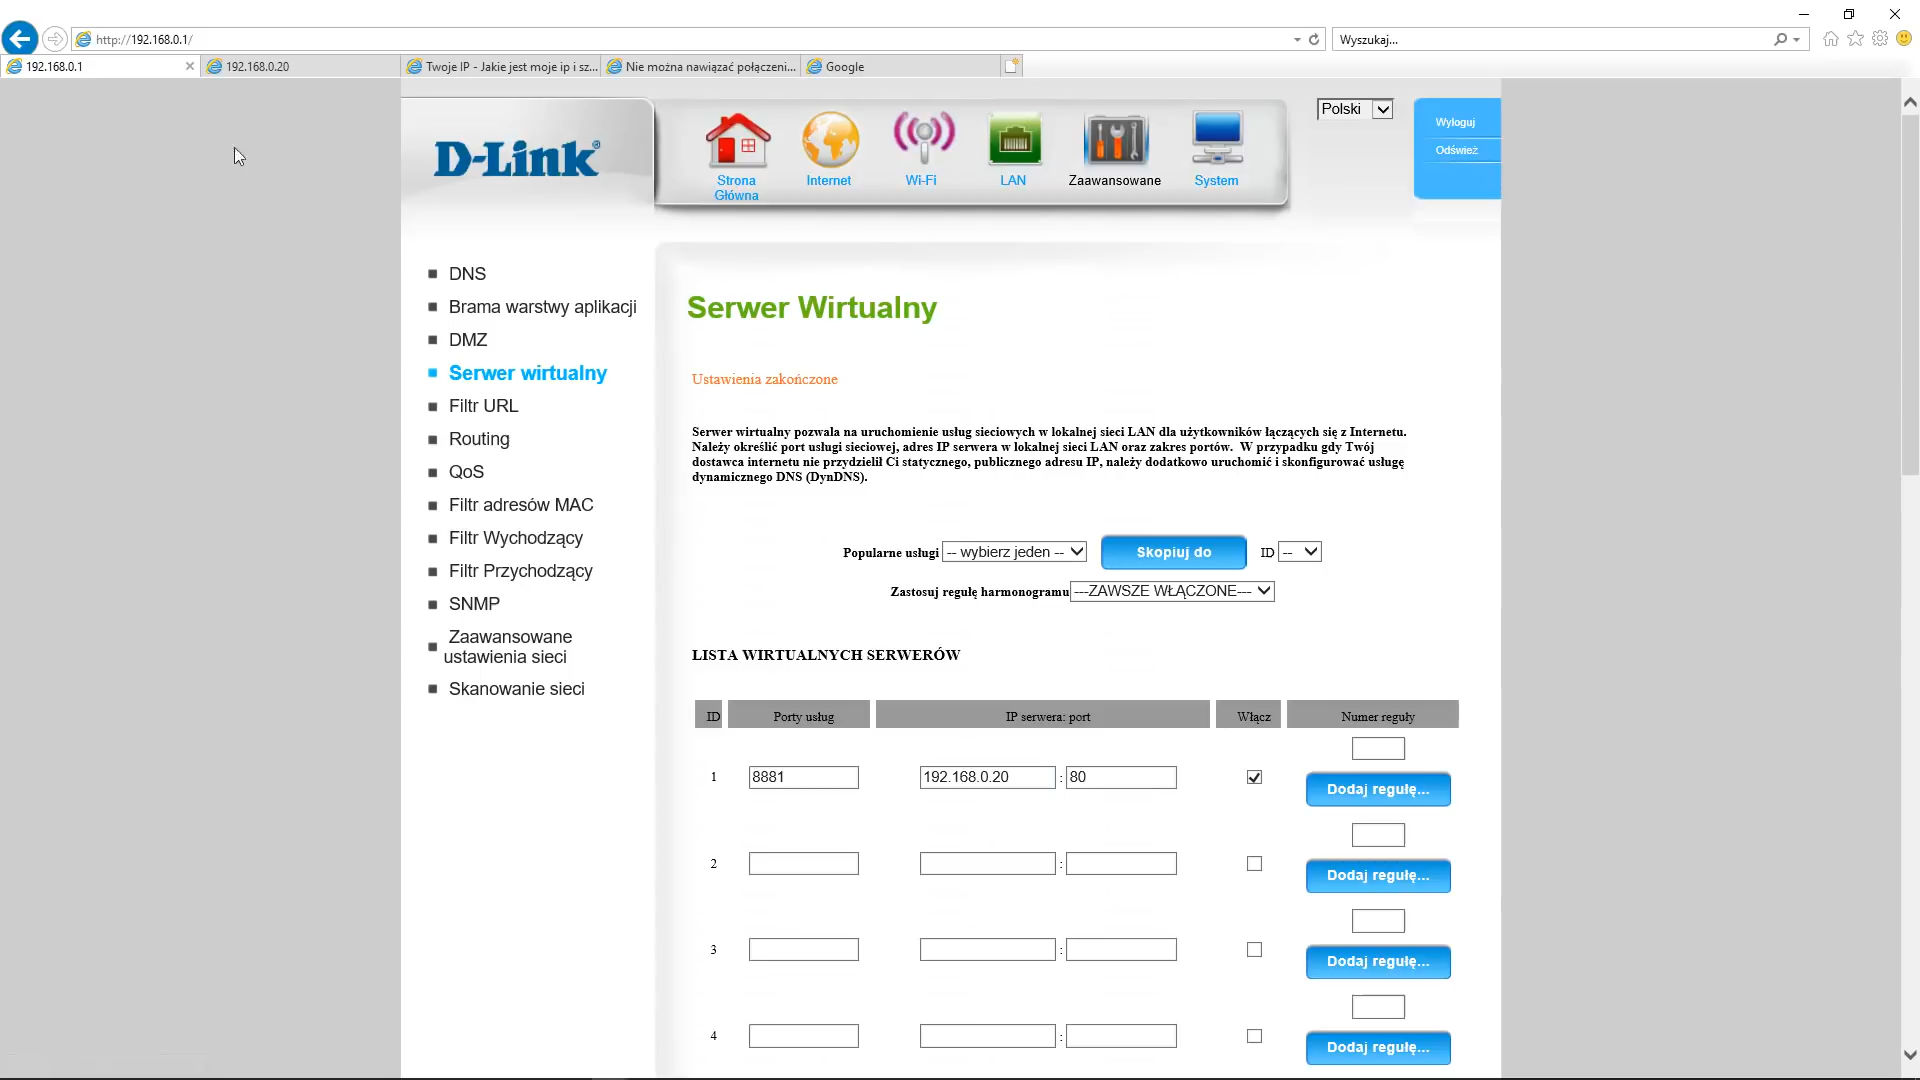 http://192.168.0.1/
Wyszukaj...
192.168.0.1
192.168.0.20
Twoje IP - Jakie jest moje ip i sz...
Nie można nawiązać połączeni...
Google
D-Link®
Strona
Główna
Internet
Wi-Fi
LAN
Zaawansowane
System
Polski
Wyloguj
Odśwież
DNS
Brama warstwy aplikacji
DMZ
Serwer wirtualny
Filtr URL
Routing
QoS
Filtr adresów MAC
Filtr Wychodzący
Filtr Przychodzący
SNMP
Zaawansowane
ustawienia sieci
Skanowanie sieci
Serwer Wirtualny
Ustawienia zakończone
Serwer wirtualny pozwala na uruchomienie usług sieciowych w lokalnej sieci LAN dla użytkowników łączących się z Internetu.
Należy określić port usługi sieciowej, adres IP serwera w lokalnej sieci LAN oraz zakres portów. W przypadku gdy Twój
dostawca internetu nie przydzielił Ci statycznego, publicznego adresu IP, należy dodatkowo uruchomić i skonfigurować usługę
dynamicznego DNS (DynDNS).
Popularne usługi -- wybierz jeden -- Skopiuj do ID --
Zastosuj regułę harmonogramu ---ZAWSZE WŁĄCZONE---
LISTA WIRTUALNYCH SERWERÓW
ID Porty usług IP serwera: port Włącz Numer reguły
1 8881 192.168.0.20 : 80
Dodaj regułę...
2 :
Dodaj regułę...
3 :
Dodaj regułę...
4 :
Dodaj regułę...